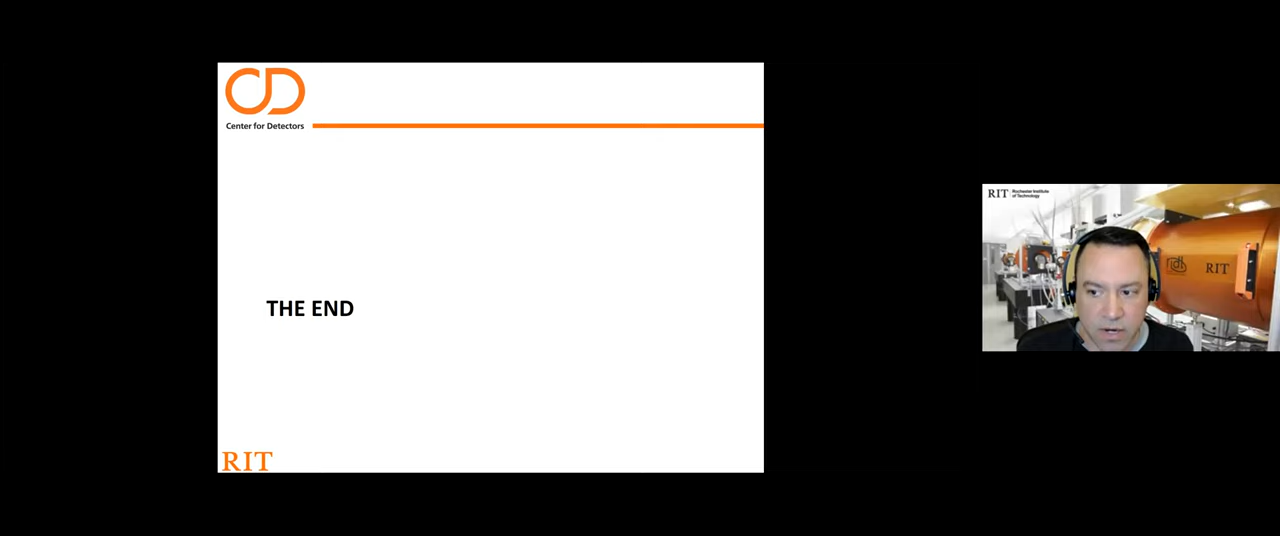 Center for Detectors
THE END
RIT
RIT Rochester Institute
of Technology
RIT